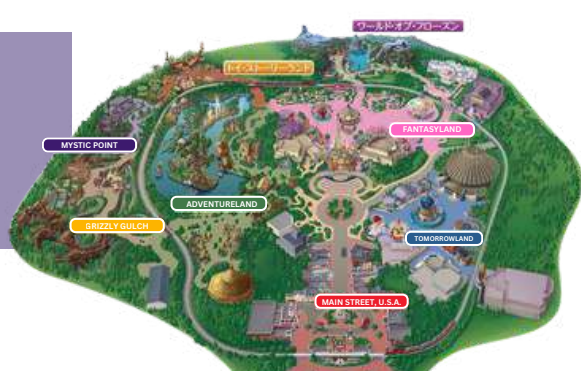 ワールド・オブ・フローズン
トイ・ストーリーランド
FANTASYLAND
MYSTIC POINT
ADVENTURELAND
GRIZZLY GULCH
TOMORROWLAND
MAIN STREET, U.S.A.